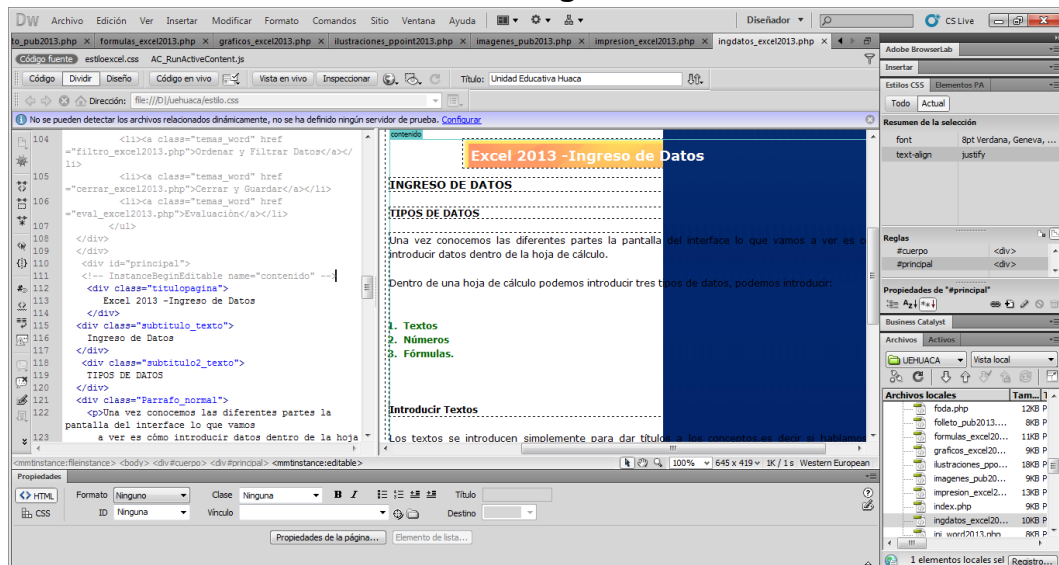 DW Archivo Edición Ver Insertar Modificar Formato Comandos Sitio Ventana Ayuda Diseñador CS Live
to_pub2013.php × formulas_excel2013.php × graficos_excel2013.php × ilustraciones_ppoint2013.php × imagenes_pub2013.php × impresion_excel2013.php × ingdatos_excel2013.php ×
Código fuente estiloexcel.css AC_RunActiveContent.js
Código Dividir Diseño Código en vivo Vista en vivo Inspeccionar Título: Unidad Educativa Huaca
Dirección: file:///D|/uehuaca/estilo.css
No se pueden detectar los archivos relacionados dinámicamente, no se ha definido ningún servidor de prueba. Configurar
104 <li><a class="temas_word" href
="filtro_excel2013.php">Ordenar y Filtrar Datos</a></
li>
105 <li><a class="temas_word" href
="cerrar_excel2013.php">Cerrar y Guardar</a></li>
106 <li><a class="temas_word" href
="eval_excel2013.php">Evaluación</a></li>
107 </ul>
108 </div>
109 </div>
110 <div id="principal">
111 <!-- InstanceBeginEditable name="contenido" -->
112 <div class="titulopagina">
113 Excel 2013 -Ingreso de Datos
114 </div>
115 <div class="subtitulo_texto">
116 Ingreso de Datos
117 </div>
118 <div class="subtitulo2_texto">
119 TIPOS DE DATOS
120 </div>
121 <div class="Parrafo_normal">
122 <p>Una vez conocemos las diferentes partes la
pantalla del interface lo que vamos
123 a ver es cómo introducir datos dentro de la hoja
contenido
Excel 2013 -Ingreso de Datos
INGRESO DE DATOS
TIPOS DE DATOS
Una vez conocemos las diferentes partes la pantalla del interface lo que vamos a ver es
introducir datos dentro de la hoja de cálculo.
Dentro de una hoja de cálculo podemos introducir tres tipos de datos, podemos introducir:
1. Textos
2. Números
3. Fórmulas.
Introducir Textos
Los textos se introducen simplemente para dar títulos a los conceptos,es decir si hablamos
<mmtinstance:fileinstance> <body> <div#cuerpo> <div#principal> <mmtinstance:editable>
100% 645 x 419 1K / 1 s Western European
Propiedades
<> HTML Formato Ninguno Clase Ninguna B I Título
CSS ID Ninguna Vínculo Destino
Propiedades de la página... Elemento de lista...
Adobe BrowserLab
Insertar
Estilos CSS Elementos PA
Todo Actual
Resumen de la selección
font 8pt Verdana, Geneva, ...
text-align justify
Reglas
#cuerpo <div>
#principal <div>
Propiedades de "#principal"
Business Catalyst
Archivos Activos
UEHUACA Vista local
Archivos locales Tam... T
foda.php 12KB P
folleto_pub2013.... 8KB P
formulas_excel20... 11KB P
graficos_excel20... 9KB P
ilustraciones_ppo... 18KB P
imagenes_pub20... 9KB P
impresion_excel2... 13KB P
index.php 9KB P
ingdatos_excel20... 10KB P
ini_word2013.php 8KB P
1 elementos locales sel Registro...